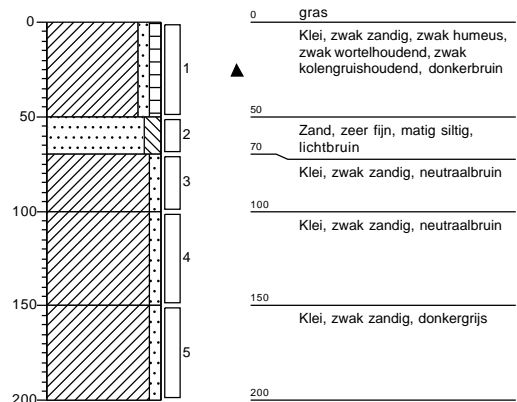 0
50
100
150
200
1
2
3
4
5
0 gras
Klei, zwak zandig, zwak humeus,
zwak wortelhoudend, zwak
kolengruishoudend, donkerbruin
50
Zand, zeer fijn, matig siltig,
lichtbruin
70
Klei, zwak zandig, neutraalbruin
100
Klei, zwak zandig, neutraalbruin
150
Klei, zwak zandig, donkergrijs
200